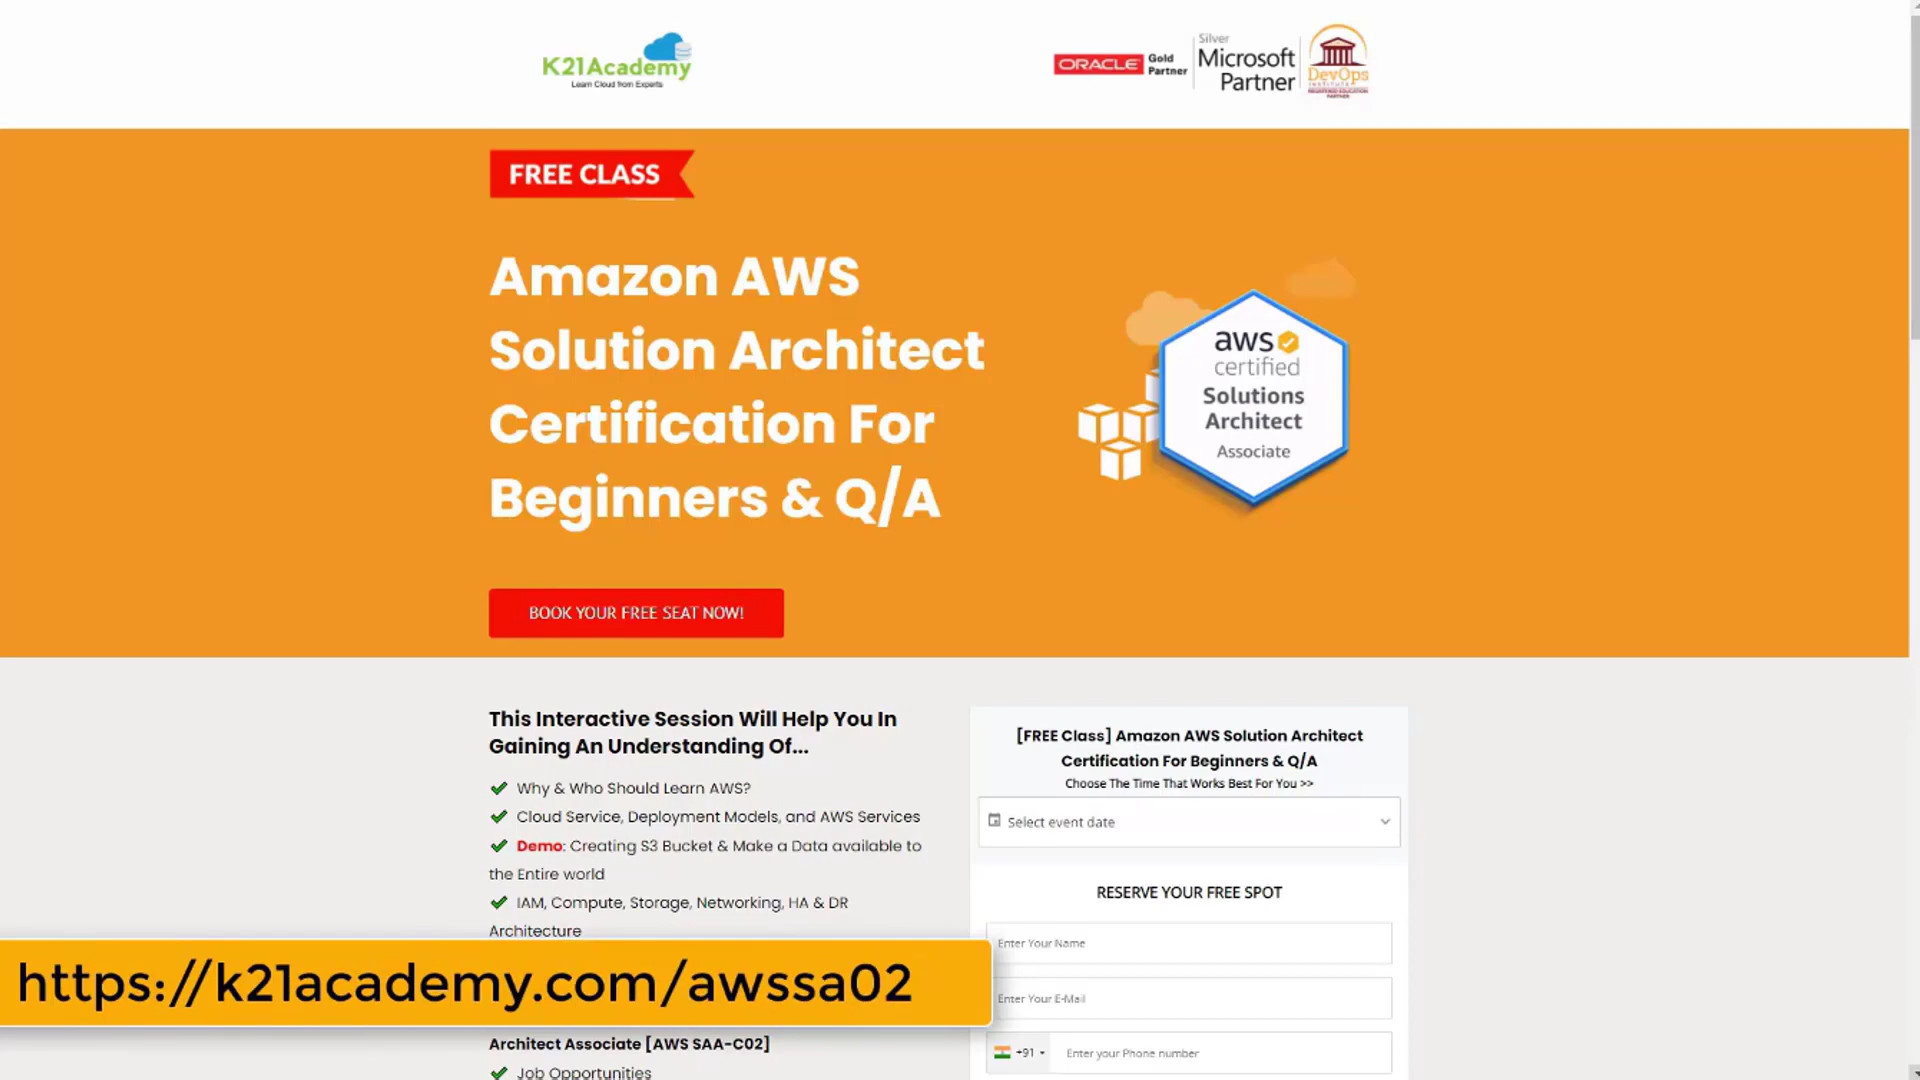 K21Academy
Learn Cloud from Experts
ORACLE Gold Partner
Silver Microsoft Partner
DevOps
INSTITUTE
REGISTERED EDUCATION
PARTNER
FREE CLASS
Amazon AWS
Solution Architect
Certification For
Beginners & Q/A
aws
certified
Solutions
Architect
Associate
BOOK YOUR FREE SEAT NOW!
This Interactive Session Will Help You In
Gaining An Understanding Of...
Why & Who Should Learn AWS?
Cloud Service, Deployment Models, and AWS Services
Demo: Creating S3 Bucket & Make a Data available to
the Entire world
IAM, Compute, Storage, Networking, HA & DR
Architecture
https://k21academy.com/awssa02
Architect Associate [AWS SAA-C02]
Job Opportunities
[FREE Class] Amazon AWS Solution Architect
Certification For Beginners & Q/A
Choose The Time That Works Best For You >>
Select event date
RESERVE YOUR FREE SPOT
Enter Your Name
Enter Your E-Mail
+91 Enter your Phone number